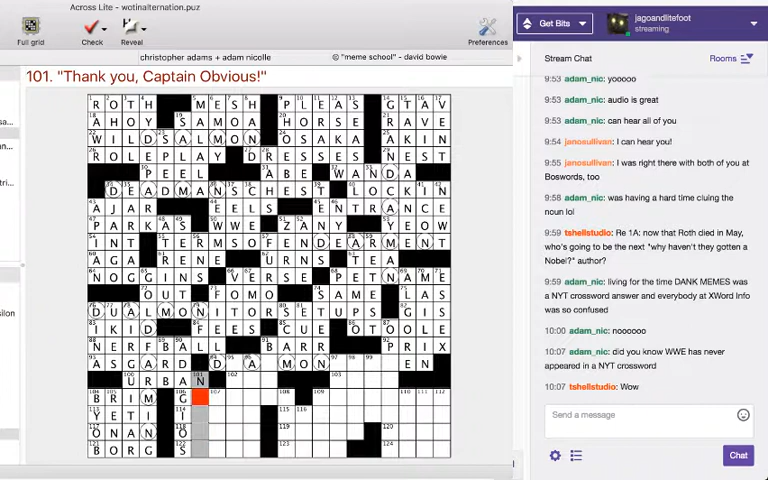 Across Lite - wotinalternation.puz
Full grid
Check
Reveal
Preferences
christopher adams + adam nicolle
© "meme school" - david bowie
101. "Thank you, Captain Obvious!"
ROTH MESH PLEAS GTAV
AHOY SAMOA HORSE RAVE
WILDSALMON OSAKA AKIN
ROLEPLAY DRESSES NEST
PEEL ABE WANDA
DEADMANSCHEST LOCKIN
AJAR EELS ENTRANCE
PARKAS WWE ZANY YEOW
INT TERMSOFENDEARMENT
AGA RENE URNS TEA
NOGGINS VERSE PETNAME
OUT FOMO SAME LAS
DUALMONITORSETUPS GIS
IKID FEES CUE OTOOLE
NERFBALL BARR PRIX
ASGARD DAMON EN
URBAN
BRIM G
YETI I
ONAN O
BORG S
Get Bits
jagoandlitefoot
streaming
Stream Chat
Rooms
9:53 adam_nic: yooooo
9:53 adam_nic: audio is great
9:53 adam_nic: can hear all of you
9:54 janosullivan: I can hear you!
9:55 janosullivan: I was right there with both of you at
Boswords, too
9:58 adam_nic: was having a hard time cluing the
noun lol
9:59 tshellstudio: Re 1A: now that Roth died in May,
who's going to be the next "why haven't they gotten a
Nobel?" author?
9:59 adam_nic: living for the time DANK MEMES was
a NYT crossword answer and everybody at XWord Info
was so confused
10:00 adam_nic: nooooooo
10:07 adam_nic: did you know WWE has never
appeared in a NYT crossword
10:07 tshellstudio: Wow
Send a message
Chat